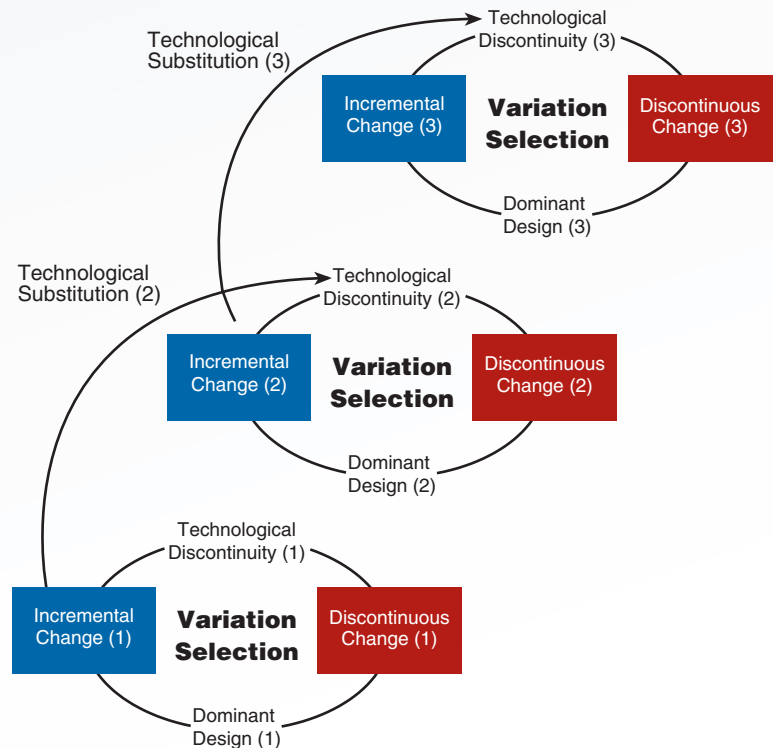 Technological
Discontinuity (3)
Technological
Substitution (3)
Incremental
Change (3)
Variation
Selection
Discontinuous
Change (3)
Dominant
Design (3)
Technological
Substitution (2)
Technological
Discontinuity (2)
Incremental
Change (2)
Variation
Selection
Discontinuous
Change (2)
Dominant
Design (2)
Technological
Discontinuity (1)
Incremental
Change (1)
Variation
Selection
Discontinuous
Change (1)
Dominant
Design (1)